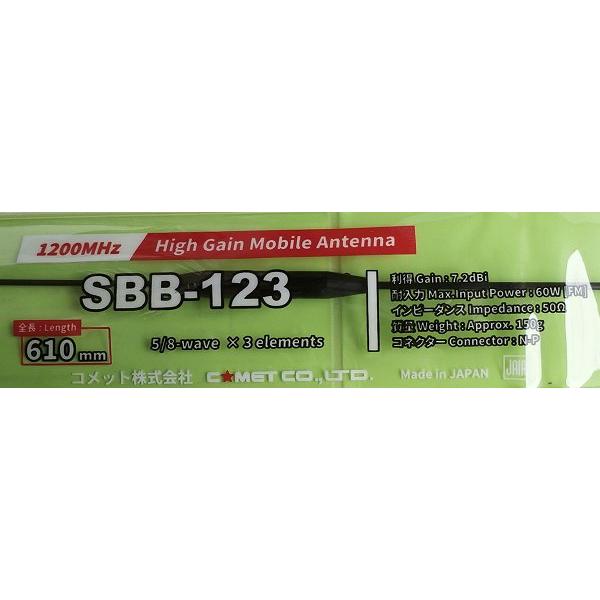 1200MHz High Gain Mobile Antenna
SBB-123
全長 : Length
610 mm
5/8-wave × 3 elements
利得 Gain : 7.2dBi
耐入力 Max. Input Power : 60W [FM]
インピーダンス Impedance : 50Ω
質量 Weight : Approx. 150g
コネクター Connector : N-P
コメット株式会社 COMET CO., LTD. Made in JAPAN
JAIA